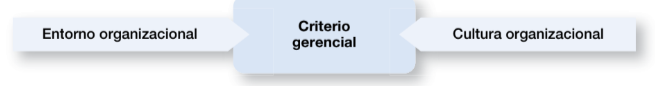 Entorno organizacional
Criterio
gerencial
Cultura organizacional